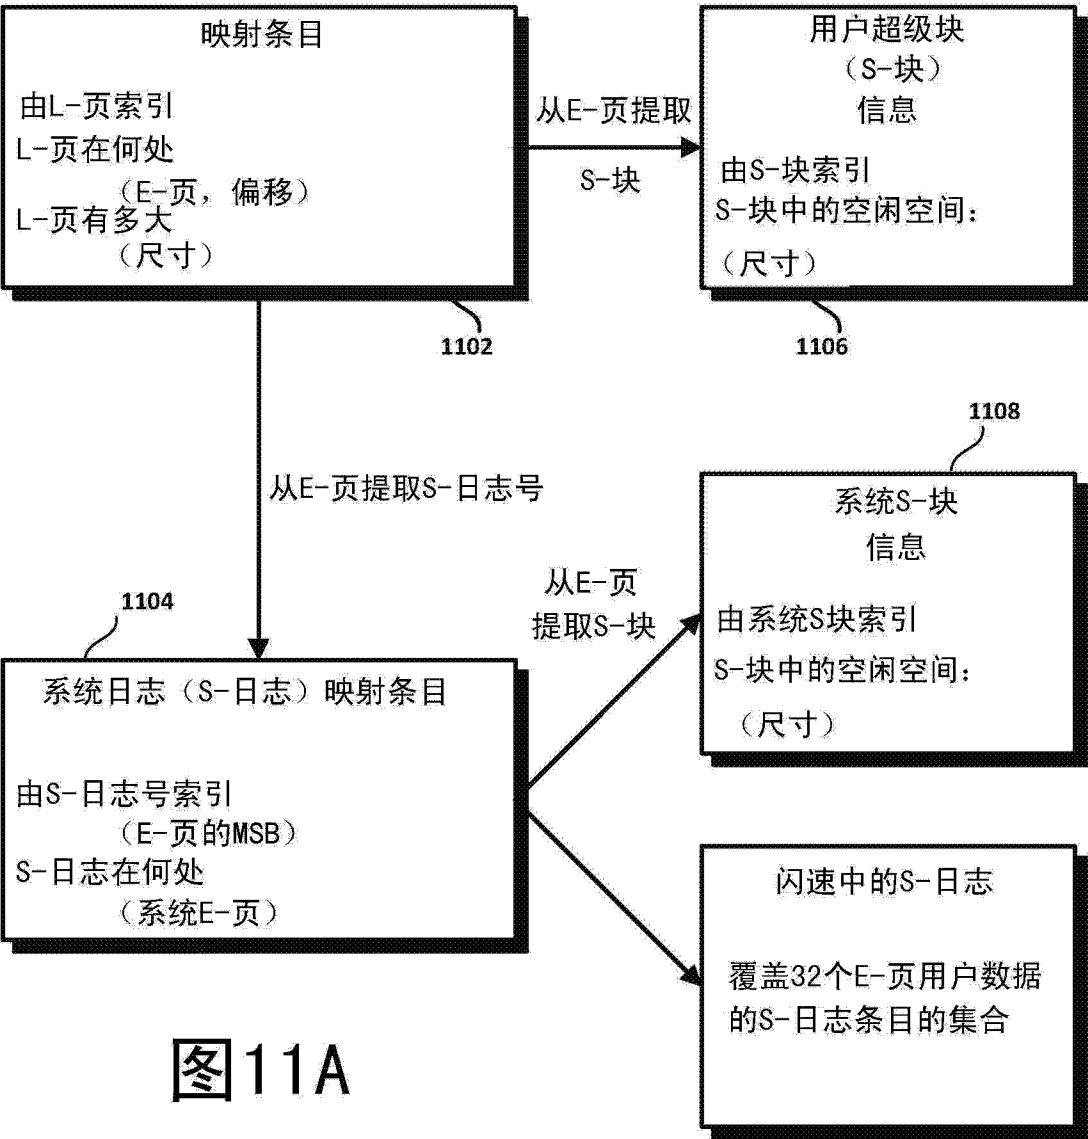 映射条目
由L-页索引
L-页在何处
（E-页，偏移）
L-页有多大
（尺寸）
1102
从E-页提取
S-块
用户超级块
（S-块）
信息
由S-块索引
S-块中的空闲空间：
（尺寸）
1106
从E-页提取S-日志号
1104
系统日志（S-日志）映射条目
由S-日志号索引
（E-页的MSB）
S-日志在何处
（系统E-页）
从E-页
提取S-块
1108
系统S-块
信息
由系统S块索引
S-块中的空闲空间：
（尺寸）
闪速中的S-日志
覆盖32个E-页用户数据
的S-日志条目的集合
图11A